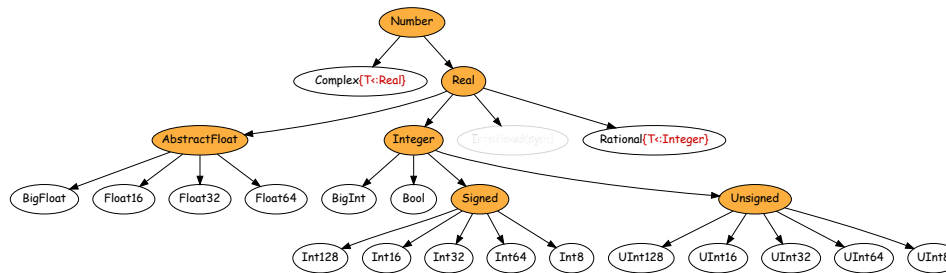 Number
Complex{T<:Real}
Real
AbstractFloat
Integer
Rational{T<:Integer}
BigFloat
Float16
Float32
Float64
BigInt
Bool
Signed
Unsigned
Int128
Int16
Int32
Int64
Int8
UInt128
UInt16
UInt32
UInt64
UInt8